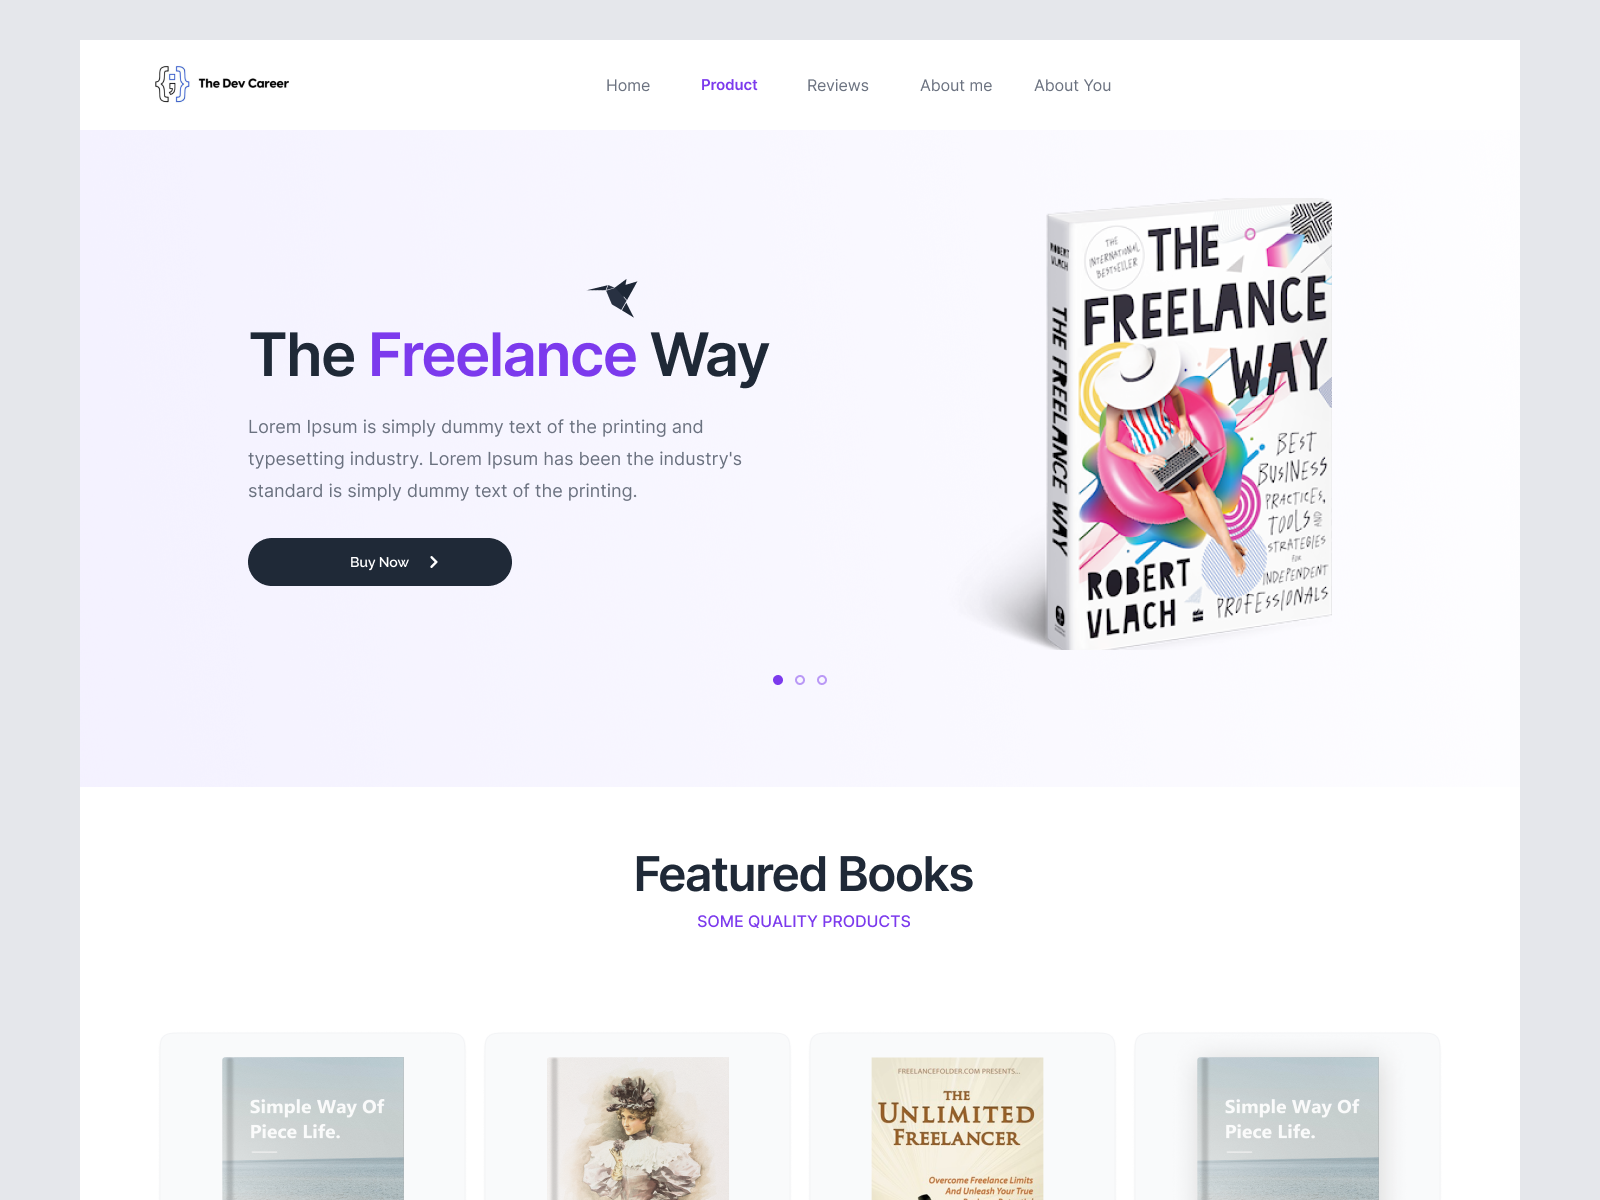 The Dev Career
Home
Product
Reviews
About me
About You
The Freelance Way
Lorem Ipsum is simply dummy text of the printing and
typesetting industry. Lorem Ipsum has been the industry's
standard is simply dummy text of the printing.
Buy Now
ROBERT
VLACH
THE FREELANCE WAY
THE
INTERNATIONAL
BESTSELLER
THE
FREELANCE
WAY
BEST
BUSINESS
PRACTICES,
TOOLS AND
STRATEGIES
FOR
INDEPENDENT
PROFESSIONALS
ROBERT
VLACH
Featured Books
SOME QUALITY PRODUCTS
Simple Way Of
Piece Life.
FREELANCEFOLDER.COM PRESENTS...
THE
UNLIMITED
FREELANCER
Overcome Freelance Limits
And Unleash Your True
Simple Way Of
Piece Life.